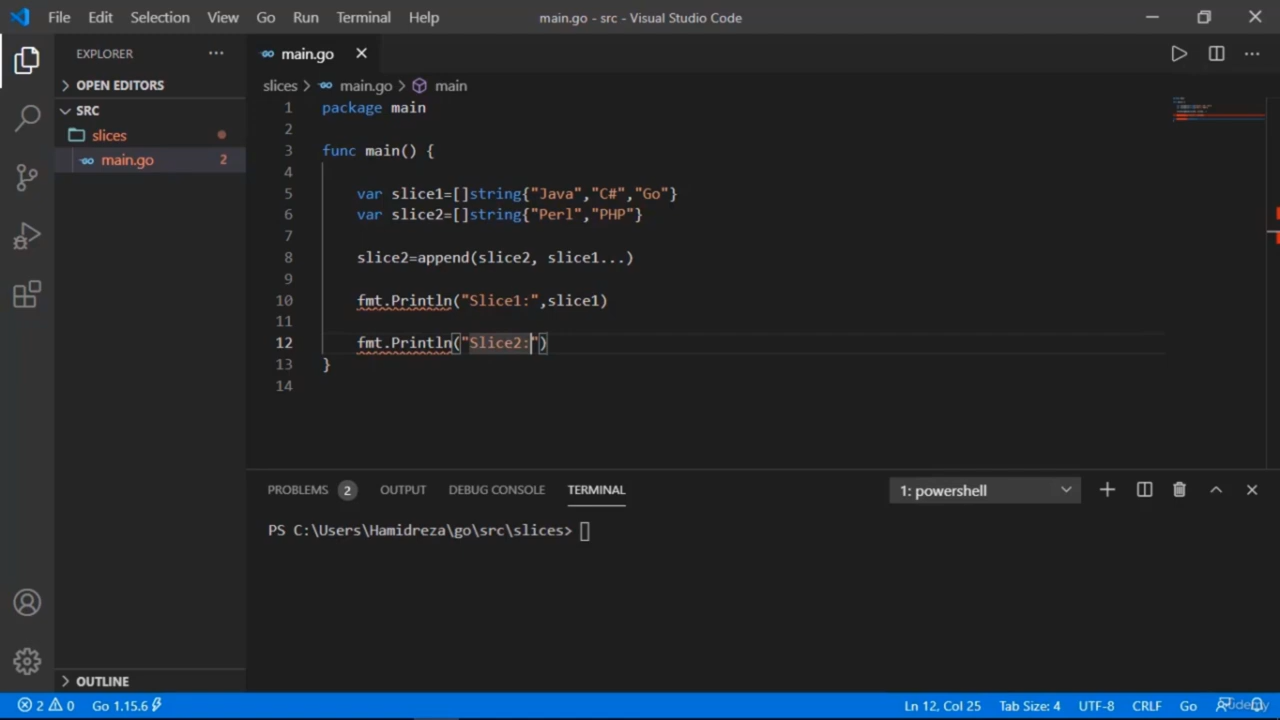 File Edit Selection View Go Run Terminal Help main.go - src - Visual Studio Code
EXPLORER
OPEN EDITORS
SRC
slices
main.go 2
main.go
slices main.go main
1 package main
2
3 func main() {
4
5 var slice1=[]string{"Java","C#","Go"}
6 var slice2=[]string{"Perl","PHP"}
7
8 slice2=append(slice2, slice1...)
9
10 fmt.Println("Slice1:",slice1)
11
12 fmt.Println("Slice2:")
13 }
14
PROBLEMS 2 OUTPUT DEBUG CONSOLE TERMINAL 1: powershell
PS C:\Users\Hamidreza\go\src\slices>
OUTLINE
2 0 Go 1.15.6 Ln 12, Col 25 Tab Size: 4 UTF-8 CRLF Go
Udemy